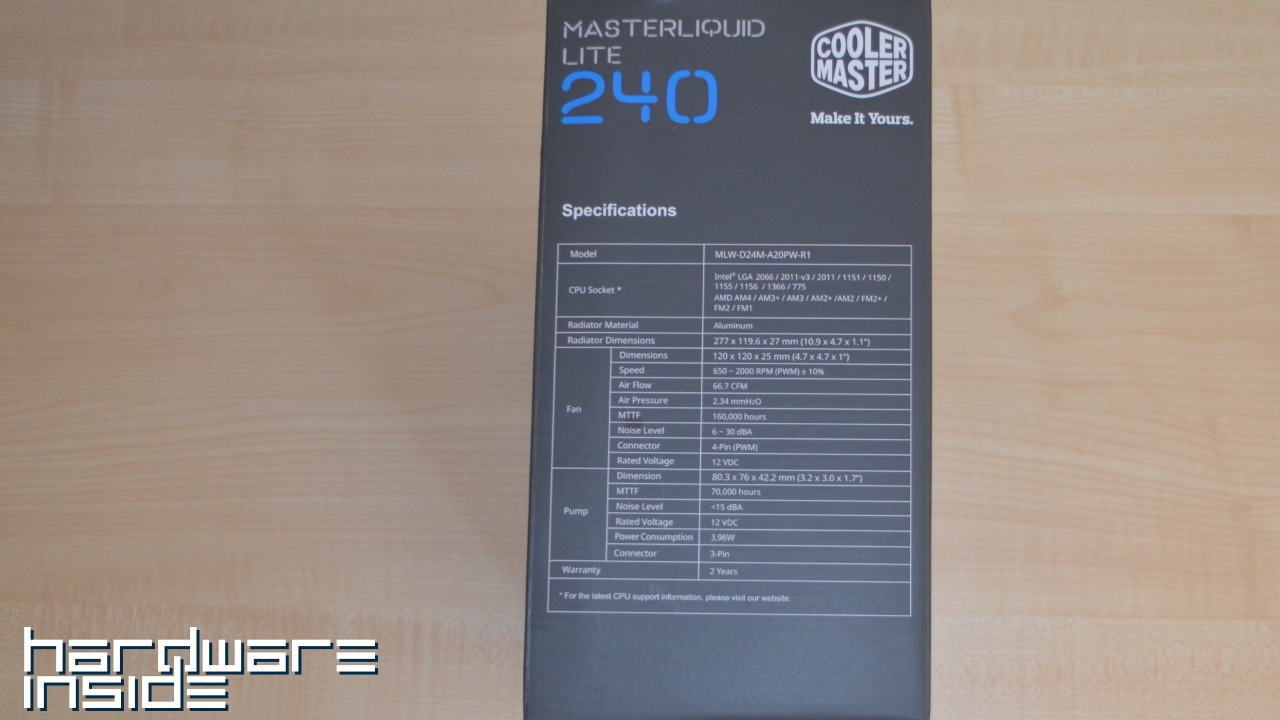 MASTERLIQUID
LITE
240
COOLER
MASTER
Make It Yours.
Specifications
Model MLW-D24M-A20PW-R1
CPU Socket * Intel® LGA 2066 / 2011-v3 / 2011 / 1151 / 1150 /
1155 / 1156 / 1366 / 775
AMD AM4 / AM3+ / AM3 / AM2+ /AM2 / FM2+ /
FM2 / FM1
Radiator Material Aluminum
Radiator Dimensions 277 x 119.6 x 27 mm (10.9 x 4.7 x 1.1")
Fan
Dimensions 120 x 120 x 25 mm (4.7 x 4.7 x 1")
Speed 650 ~ 2000 RPM (PWM) ± 10%
Air Flow 66.7 CFM
Air Pressure 2.34 mmH₂O
MTTF 160,000 hours
Noise Level 6 ~ 30 dBA
Connector 4-Pin (PWM)
Rated Voltage 12 VDC
Pump
Dimension 80.3 x 76 x 42.2 mm (3.2 x 3.0 x 1.7")
MTTF 70,000 hours
Noise Level <15 dBA
Rated Voltage 12 VDC
Power Consumption 3.96W
Connector 3-Pin
Warranty 2 Years
* For the latest CPU support information, please visit our website.
hardware
inside